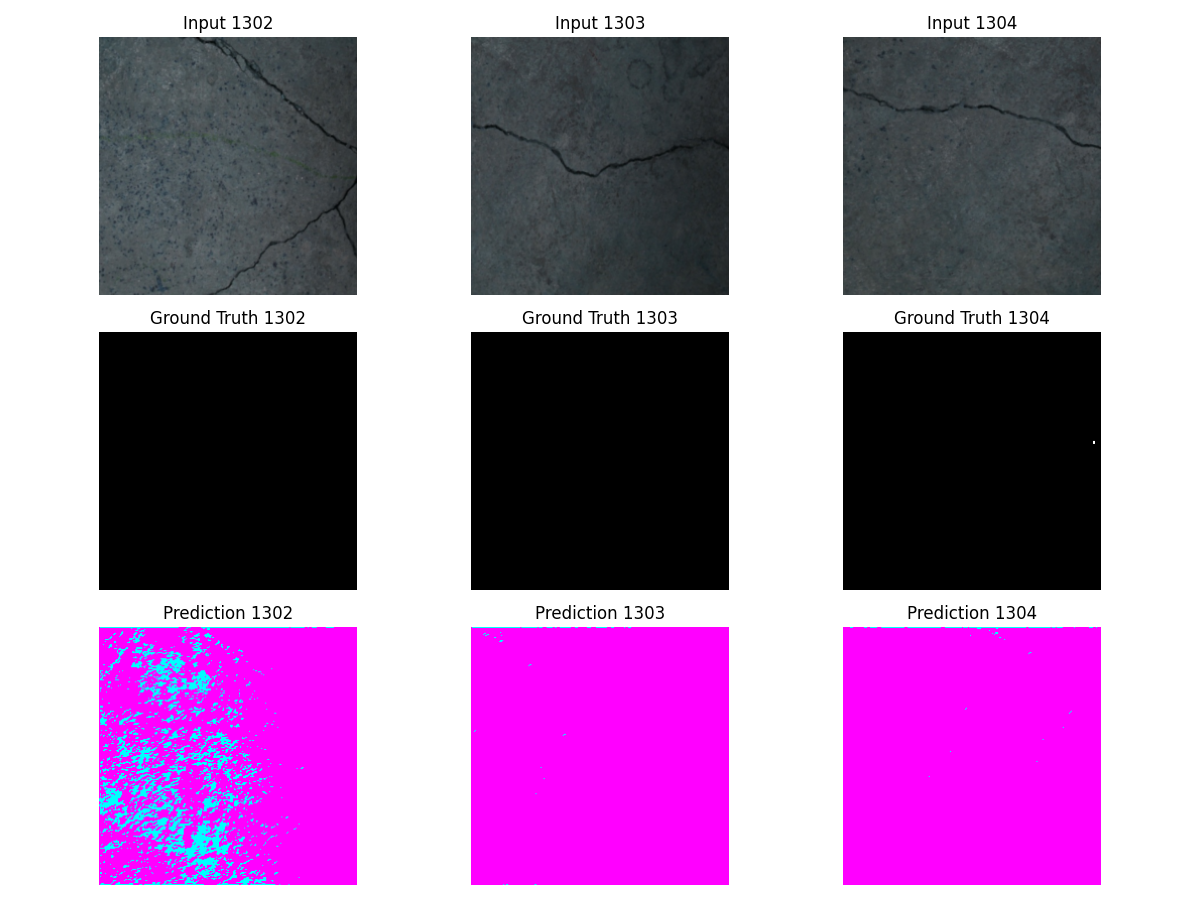 Input 1302
Input 1303
Input 1304
Ground Truth 1302
Ground Truth 1303
Ground Truth 1304
Prediction 1302
Prediction 1303
Prediction 1304